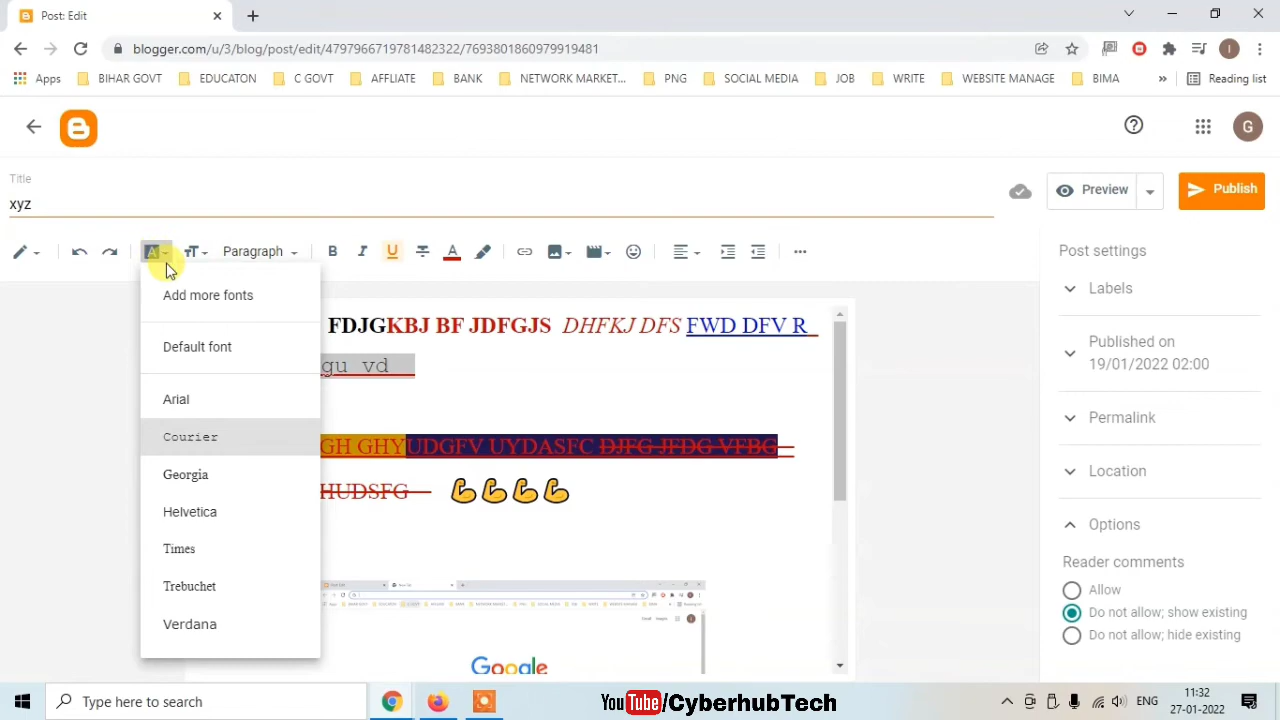 Post: Edit
blogger.com/u/3/blog/post/edit/4797966719781482322/7693801860979919481
Apps BIHAR GOVT EDUCATON C GOVT AFFLIATE BANK NETWORK MARKET... PNG SOCIAL MEDIA JOB WRITE WEBSITE MANAGE BIMA » Reading list
G
Title
xyz
Preview Publish
Paragraph B I U A
Add more fonts
Default font
Arial
Courier
Georgia
Helvetica
Times
Trebuchet
Verdana
FDJGKBJ BF JDFGJS DHFKJ DFS FWD DFV R
gu vd
GH GHYUDGFV UYDASFC DJFG JFDG VFBG
HUDSFG 💪💪💪💪
Google
Post settings
Labels
Published on
19/01/2022 02:00
Permalink
Location
Options
Reader comments
Allow
Do not allow; show existing
Do not allow; hide existing
Type here to search
YouTube/CyberhubTech
ENG
11:32
27-01-2022